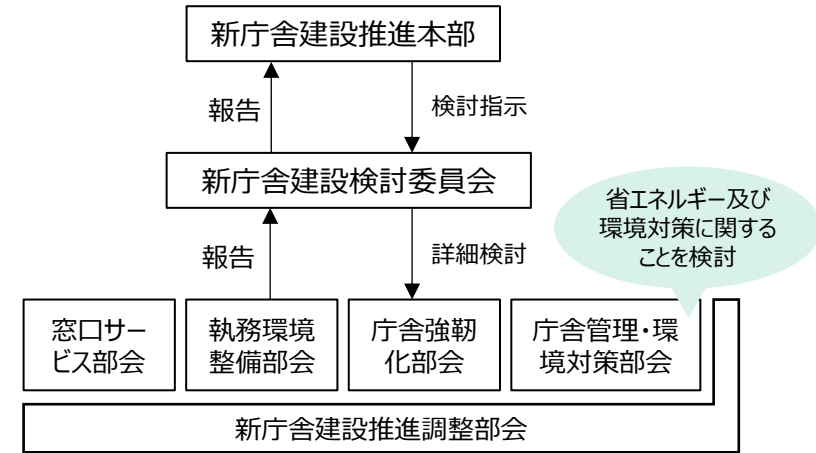 新庁舎建設推進本部
報告
検討指示
新庁舎建設検討委員会
省エネルギー及び
環境対策に関する
ことを検討
報告
詳細検討
窓口サー
ビス部会
執務環境
整備部会
庁舎強靭
化部会
庁舎管理・環
境対策部会
新庁舎建設推進調整部会